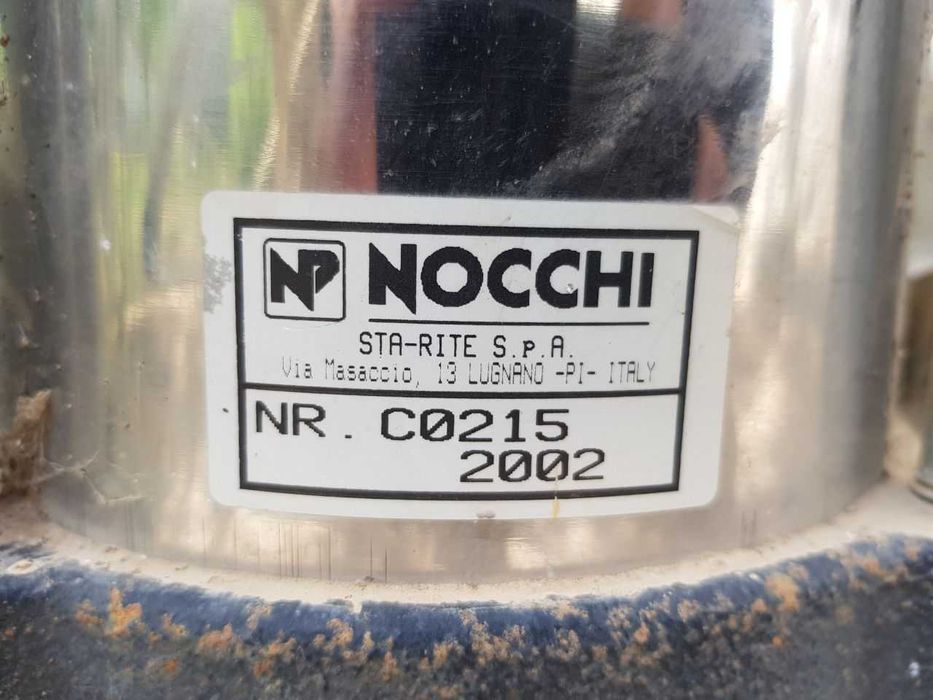 NP NOCCHI
STA-RITE S.P.A.
Via Masaccio, 13 LUGNANO -PI- ITALY
NR. C0215
2002